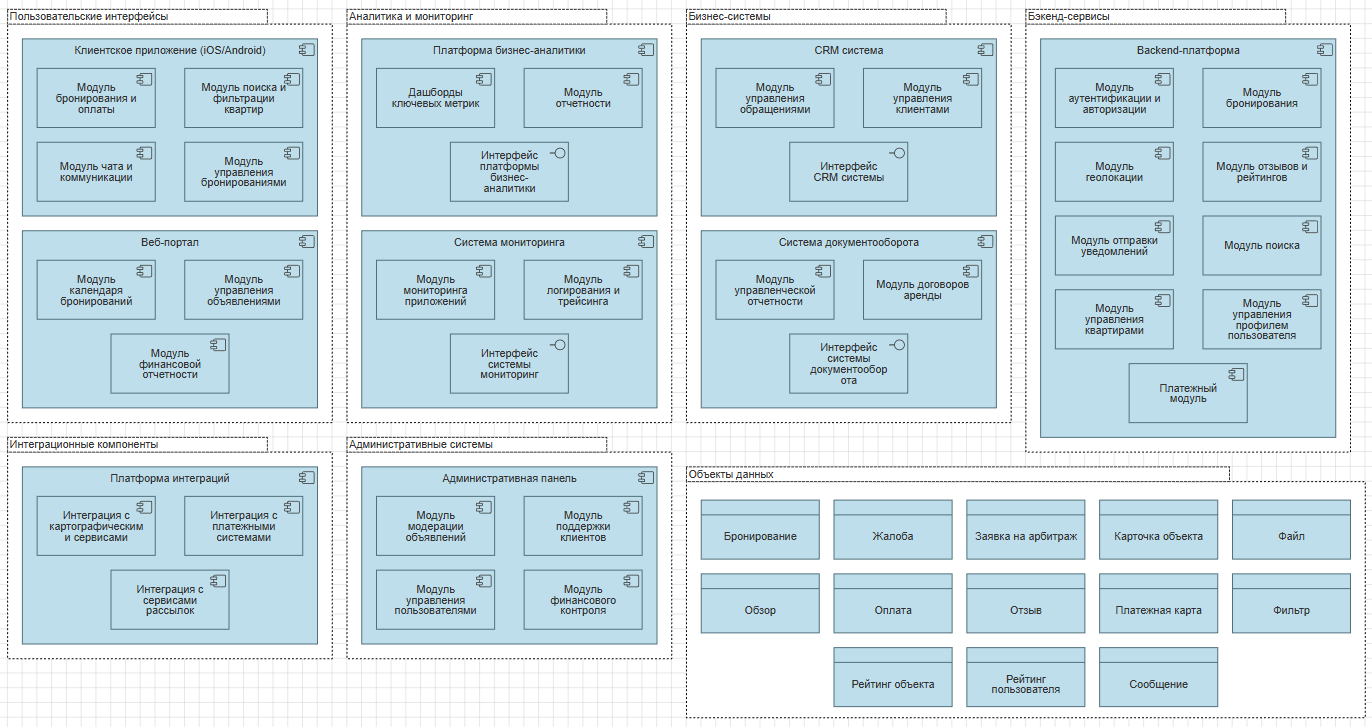 Пользовательские интерфейсы
Клиентское приложение (iOS/Android)
Модуль
бронирования и
оплаты
Модуль поиска и
фильтрации
квартир
Модуль чата и
коммуникации
Модуль
управления
бронированиями
Веб-портал
Модуль
календаря
бронирований
Модуль
управления
объявлениями
Модуль
финансовой
отчетности
Аналитика и мониторинг
Платформа бизнес-аналитики
Дашборды
ключевых метрик
Модуль
отчетности
Интерфейс
платформы
бизнес-
аналитики
Система мониторинга
Модуль
мониторинга
приложений
Модуль
логирования и
трейсинга
Интерфейс
системы
мониторинг
Бизнес-системы
CRM система
Модуль
управления
обращениями
Модуль
управления
клиентами
Интерфейс
CRM системы
Система документооборота
Модуль
управленческой
отчетности
Модуль договоров
аренды
Интерфейс
системы
документообор
ота
Бэкенд-сервисы
Backend-платформа
Модуль
аутентификации и
авторизации
Модуль
бронирования
Модуль
геолокации
Модуль отзывов и
рейтингов
Модуль отправки
уведомлений
Модуль поиска
Модуль
управления
квартирами
Модуль
управления
профилем
пользователя
Платежный
модуль
Интеграционные компоненты
Платформа интеграций
Интеграция с
картографическим
и сервисами
Интеграция с
платежными
системами
Интеграция с
сервисами
рассылок
Административные системы
Административная панель
Модуль
модерации
объявлений
Модуль
поддержки
клиентов
Модуль
управления
пользователями
Модуль
финансового
контроля
Объекты данных
Бронирование
Жалоба
Заявка на арбитраж
Карточка объекта
Файл
Обзор
Оплата
Отзыв
Платежная карта
Фильтр
Рейтинг объекта
Рейтинг
пользователя
Сообщение